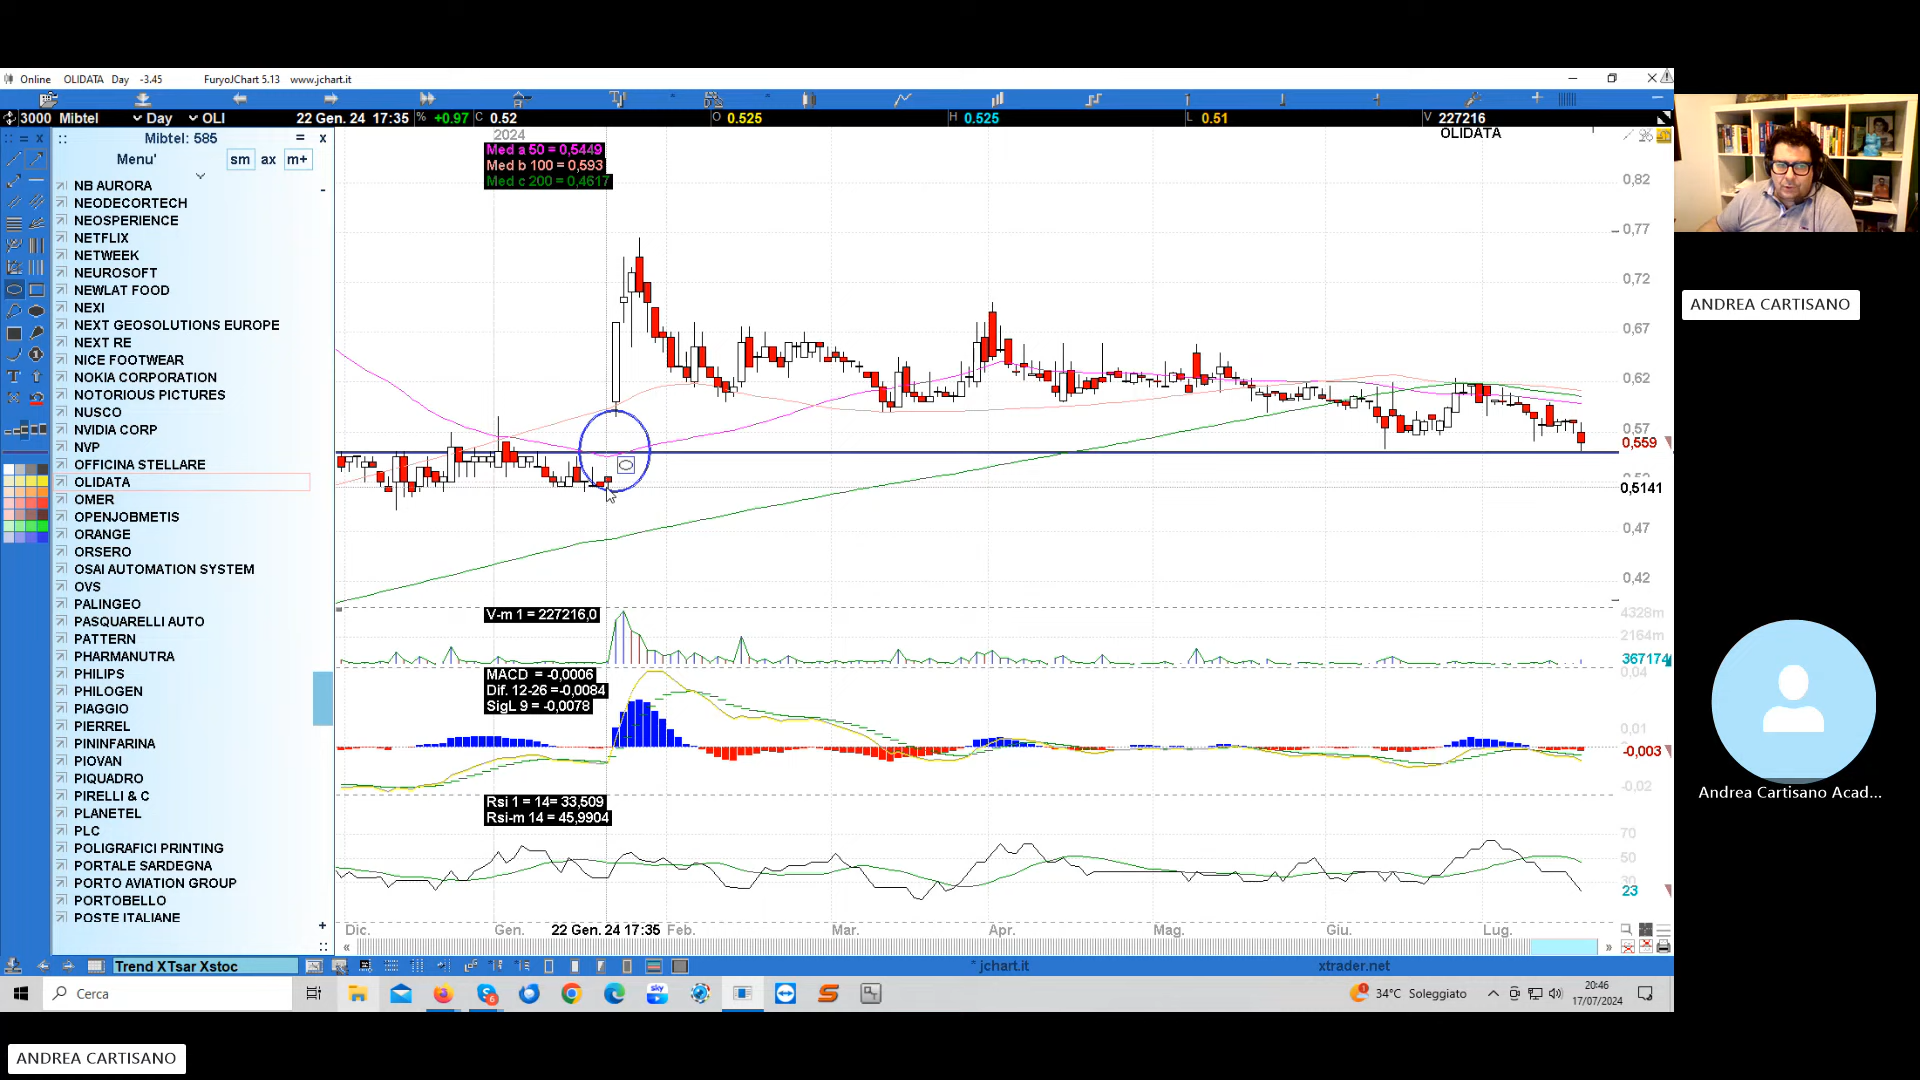 Online OLIDATA Day -3.45 FuryoJChart 5.13 www.jchart.it
3000 Mibtel Day OLI 22 Gen. 24 17:35 % +0.97 C 0.52 O 0.525 H 0.525 L 0.51 V 227216
Mibtel: 585
Menu' sm ax m+
NB AURORA
NEODECORTECH
NEOSPERIENCE
NETFLIX
NETWEEK
NEUROSOFT
NEWLAT FOOD
NEXI
NEXT GEOSOLUTIONS EUROPE
NEXT RE
NICE FOOTWEAR
NOKIA CORPORATION
NOTORIOUS PICTURES
NUSCO
NVIDIA CORP
NVP
OFFICINA STELLARE
OLIDATA
OMER
OPENJOBMETIS
ORANGE
ORSERO
OSAI AUTOMATION SYSTEM
OVS
PALINGEO
PASQUARELLI AUTO
PATTERN
PHARMANUTRA
PHILIPS
PHILOGEN
PIAGGIO
PIERREL
PININFARINA
PIOVAN
PIQUADRO
PIRELLI & C
PLANETEL
PLC
POLIGRAFICI PRINTING
PORTALE SARDEGNA
PORTO AVIATION GROUP
PORTOBELLO
POSTE ITALIANE
2024
OLIDATA
Med a 50 = 0,5449
Med b 100 = 0,593
Med c 200 = 0,4617
0,82
0,77
0,72
0,67
0,62
0,57
0,559
0,5141
0,47
0,42
V-m 1 = 227216,0
4328m
2164m
367174
MACD = -0,0006
Dif. 12-26 =-0,0084
SigL 9 = -0,0078
0,04
0,01
-0,003
-0,02
Rsi 1 = 14= 33,509
Rsi-m 14 = 45,9904
70
50
30
23
Dic. Gen. 22 Gen. 24 17:35 Feb. Mar. Apr. Mag. Giu. Lug.
Trend XTsar Xstoc
* jchart.it
xtrader.net
Cerca
sky
34°C Soleggiato
20:46
17/07/2024
ANDREA CARTISANO
Andrea Cartisano Acad...
ANDREA CARTISANO